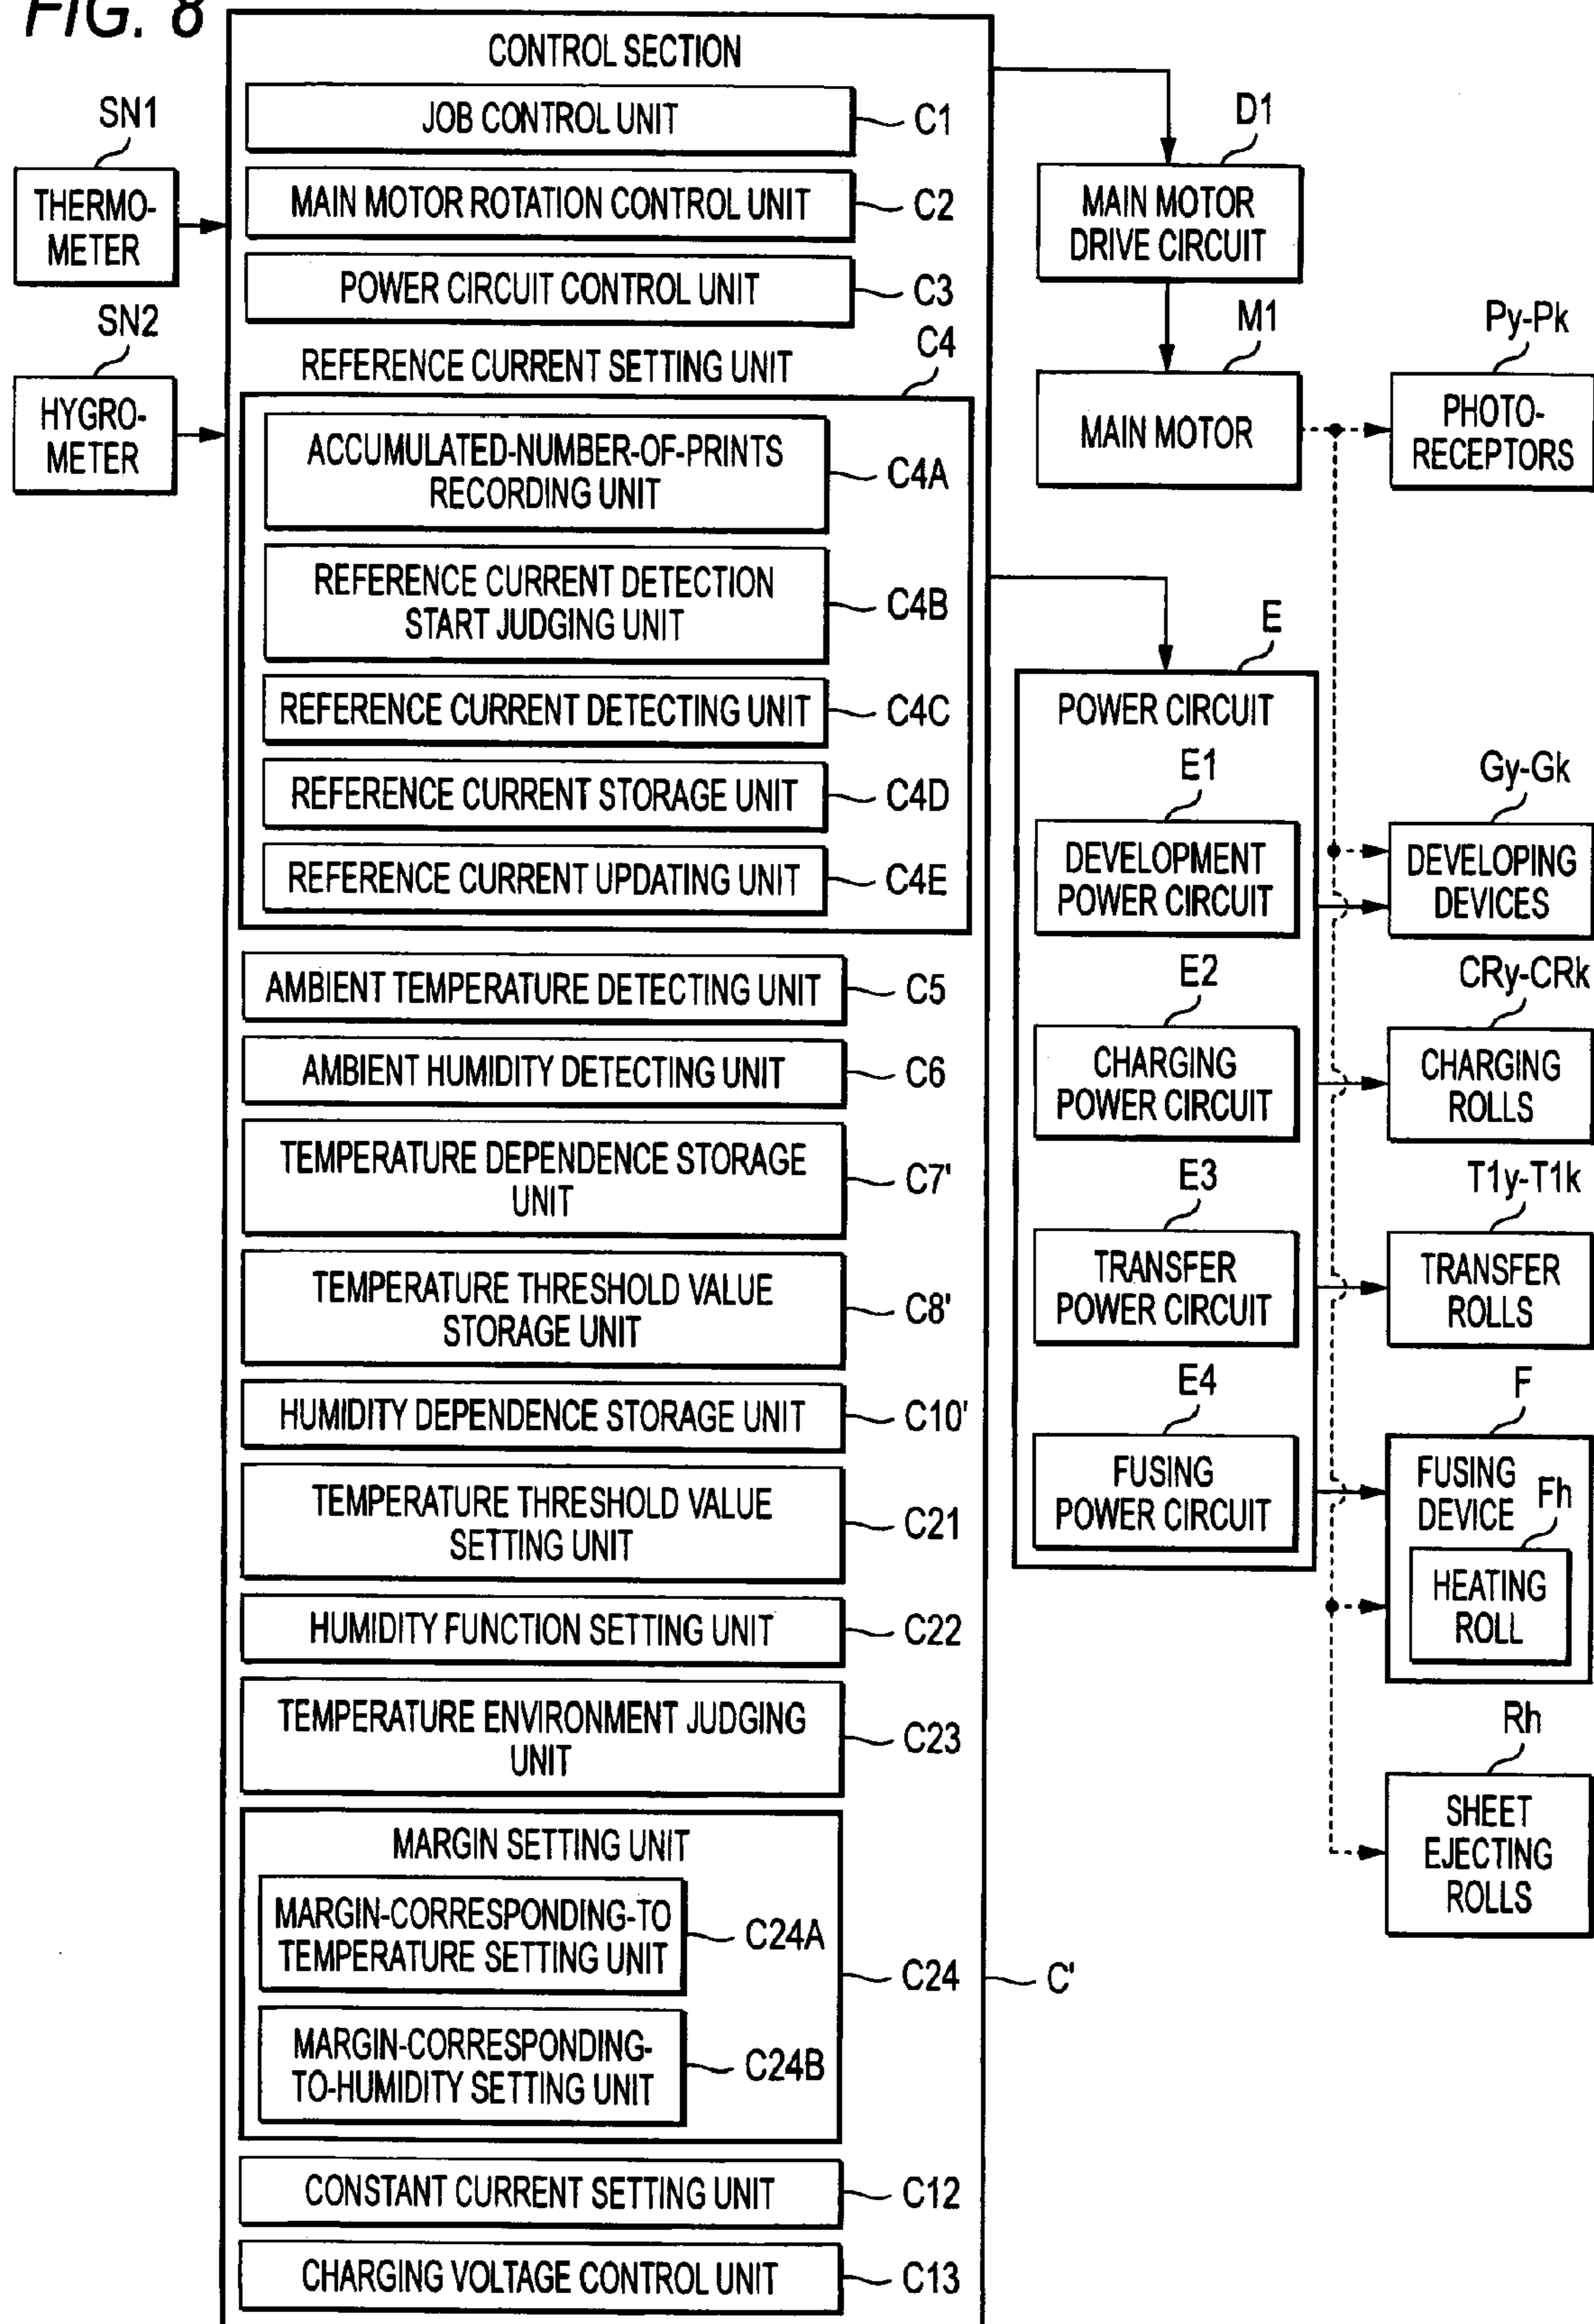 FIG. 8
CONTROL SECTION
JOB CONTROL UNIT
C1
MAIN MOTOR ROTATION CONTROL UNIT
C2
POWER CIRCUIT CONTROL UNIT
C3
REFERENCE CURRENT SETTING UNIT
C4
ACCUMULATED-NUMBER-OF-PRINTS
RECORDING UNIT
C4A
REFERENCE CURRENT DETECTION
START JUDGING UNIT
C4B
REFERENCE CURRENT DETECTING UNIT
C4C
REFERENCE CURRENT STORAGE UNIT
C4D
REFERENCE CURRENT UPDATING UNIT
C4E
AMBIENT TEMPERATURE DETECTING UNIT
C5
AMBIENT HUMIDITY DETECTING UNIT
C6
TEMPERATURE DEPENDENCE STORAGE
UNIT
C7'
TEMPERATURE THRESHOLD VALUE
STORAGE UNIT
C8'
HUMIDITY DEPENDENCE STORAGE UNIT
C10'
TEMPERATURE THRESHOLD VALUE
SETTING UNIT
C21
HUMIDITY FUNCTION SETTING UNIT
C22
TEMPERATURE ENVIRONMENT JUDGING
UNIT
C23
MARGIN SETTING UNIT
MARGIN-CORRESPONDING-TO
TEMPERATURE SETTING UNIT
C24A
MARGIN-CORRESPONDING-
TO-HUMIDITY SETTING UNIT
C24B
C24
C'
CONSTANT CURRENT SETTING UNIT
C12
CHARGING VOLTAGE CONTROL UNIT
C13
SN1
THERMO-
METER
SN2
HYGRO-
METER
D1
MAIN MOTOR
DRIVE CIRCUIT
M1
MAIN MOTOR
Py-Pk
PHOTO-
RECEPTORS
E
POWER CIRCUIT
E1
DEVELOPMENT
POWER CIRCUIT
E2
CHARGING
POWER CIRCUIT
E3
TRANSFER
POWER CIRCUIT
E4
FUSING
POWER CIRCUIT
Gy-Gk
DEVELOPING
DEVICES
CRy-CRk
CHARGING
ROLLS
T1y-T1k
TRANSFER
ROLLS
F
FUSING
DEVICE
Fh
HEATING
ROLL
Rh
SHEET
EJECTING
ROLLS